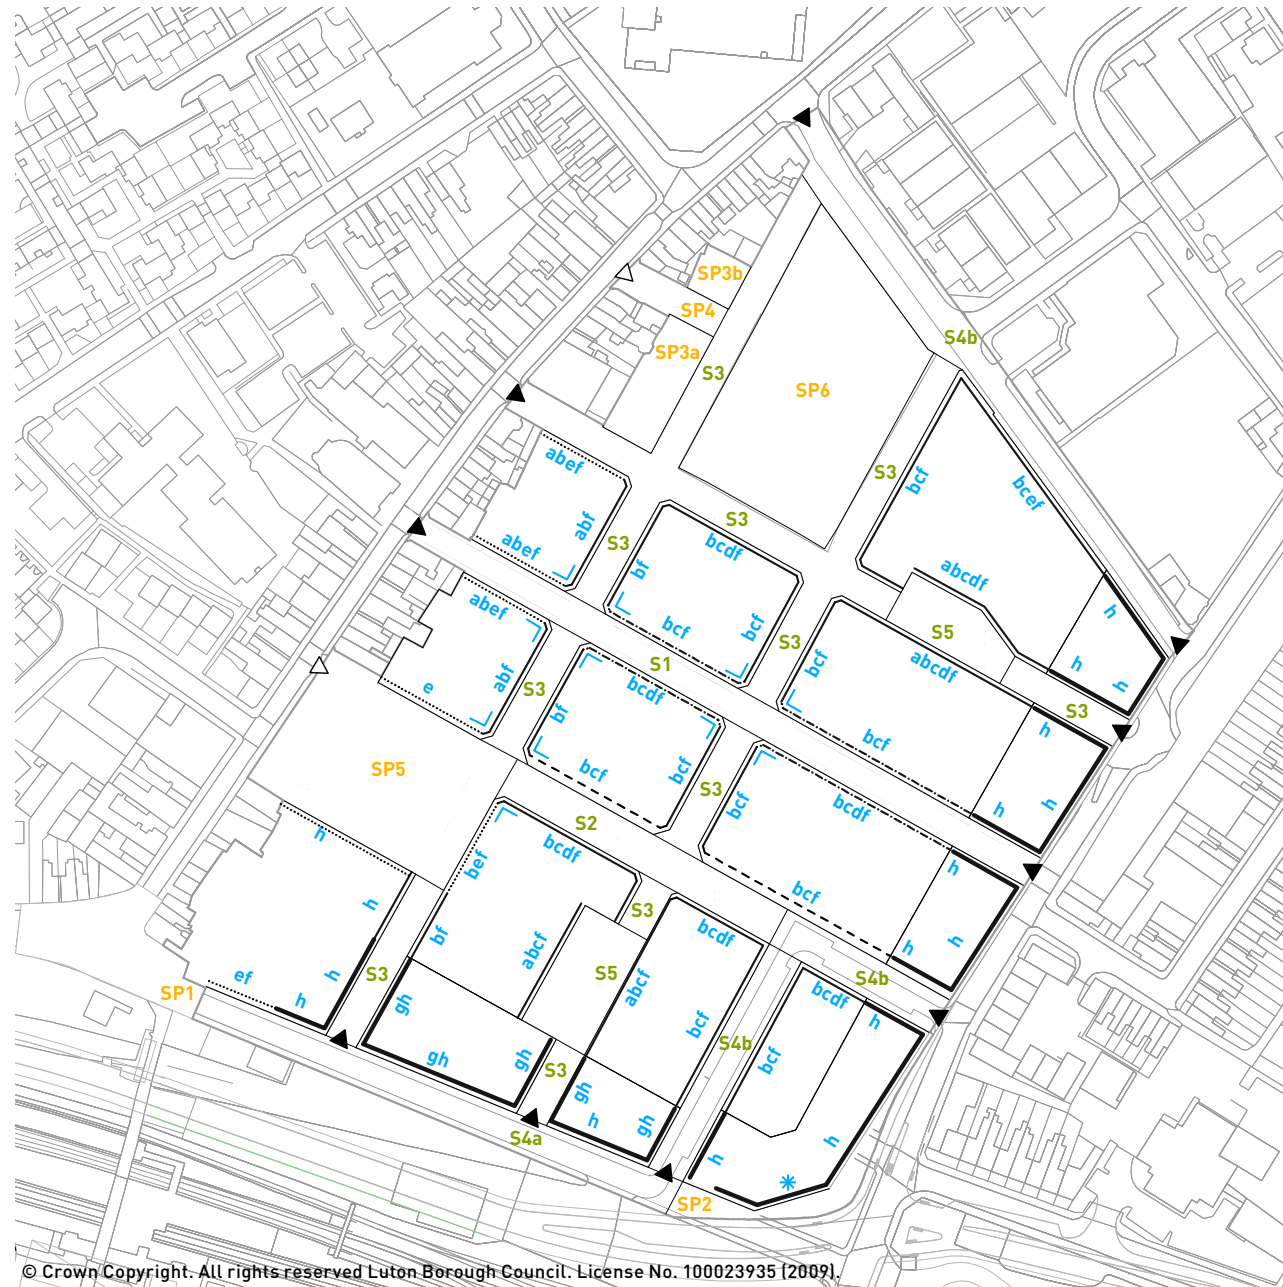 SP3b
SP4
SP3a
S3
S4b
SP6
abef
S3
bcf
bcef
abf
abef
S3
S3
bcdf
bf
abcdf
bcf
bcf
S3
S5
h
h
h
abef
abf
e
S3
S1
bcdf
bf
bcf
bcf
bcf
abcdf
bcf
S3
h
h
h
SP5
S3
bcf
bcdf
bcf
h
h
h
S2
bcdf
bef
bf
abcf
S3
h
h
h
h
ef
SP1
S3
S5
abcf
bcdf
bcf
S4b
S4b
bcdf
bcf
h
h
h
gh
gh
gh
S3
gh
h
gh
S4a
SP2
© Crown Copyright. All rights reserved Luton Borough Council. License No. 100023935 (2009).